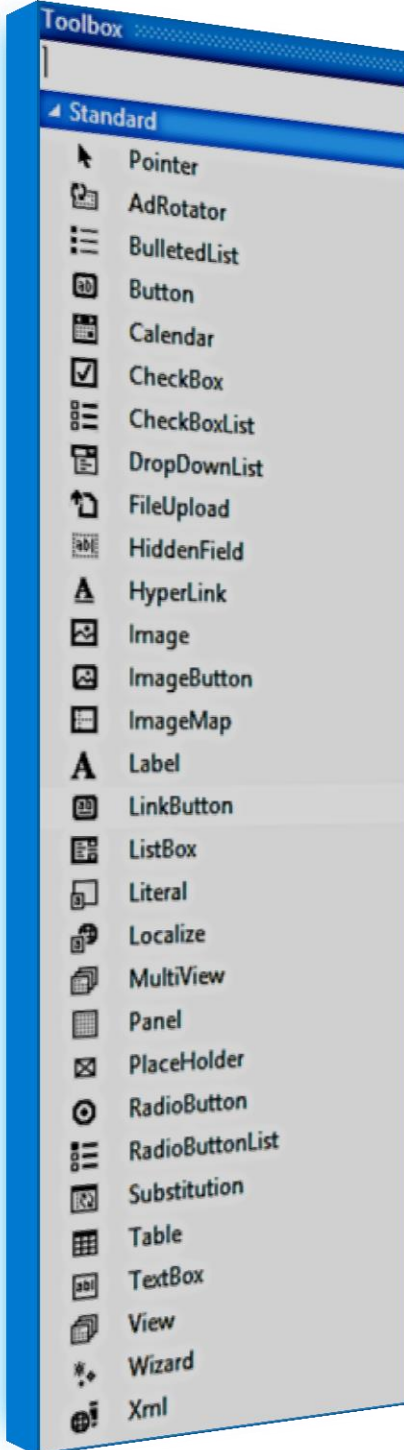 Toolbox
Standard
Pointer
AdRotator
BulletedList
Button
Calendar
CheckBox
CheckBoxList
DropDownList
FileUpload
HiddenField
HyperLink
Image
ImageButton
ImageMap
Label
LinkButton
ListBox
Literal
Localize
MultiView
Panel
PlaceHolder
RadioButton
RadioButtonList
Substitution
Table
TextBox
View
Wizard
Xml